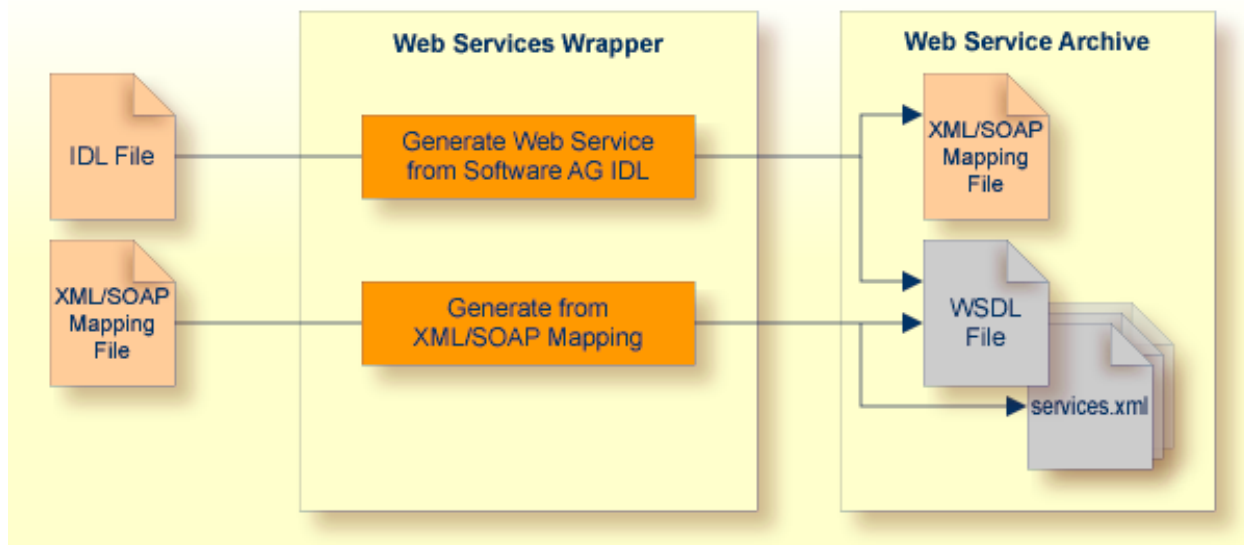 Web Services Wrapper
Web Service Archive
IDL File
Generate Web Service
from Software AG IDL
XML/SOAP
Mapping
File
XML/SOAP
Mapping
File
Generate from
XML/SOAP Mapping
WSDL
File
services.xml